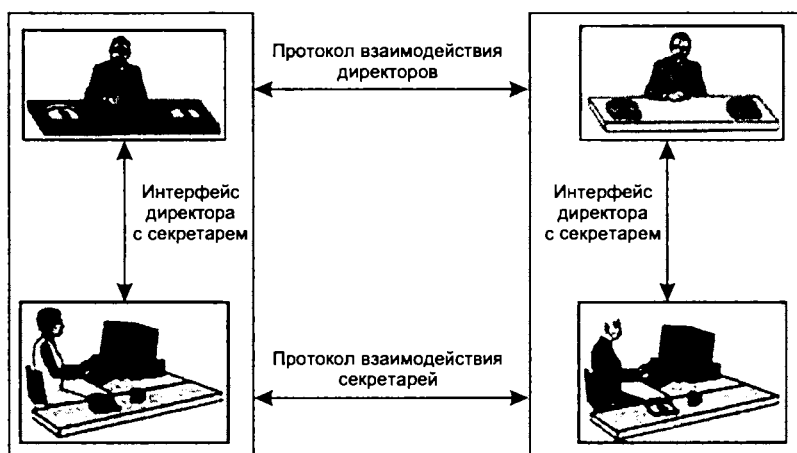 Протокол взаимодействия
директоров
Интерфейс
директора
с секретарем
Интерфейс
директора
с секретарем
Протокол взаимодействия
секретарей